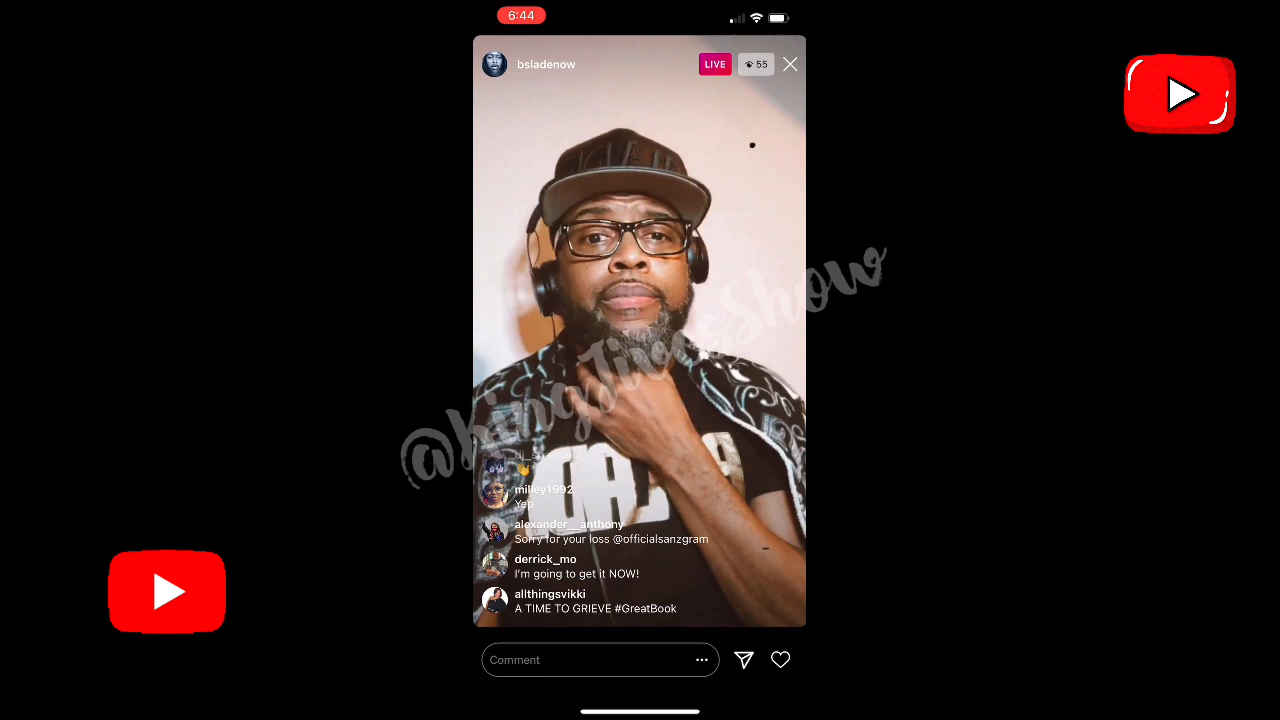 6:44
bsladenow
LIVE
55
@KingJivesShow
👋
milley1992
Yep
alexander__anthony
Sorry for your loss @officialsanzgram
derrick_mo
I'm going to get it NOW!
allthingsvikki
A TIME TO GRIEVE #GreatBook
Comment